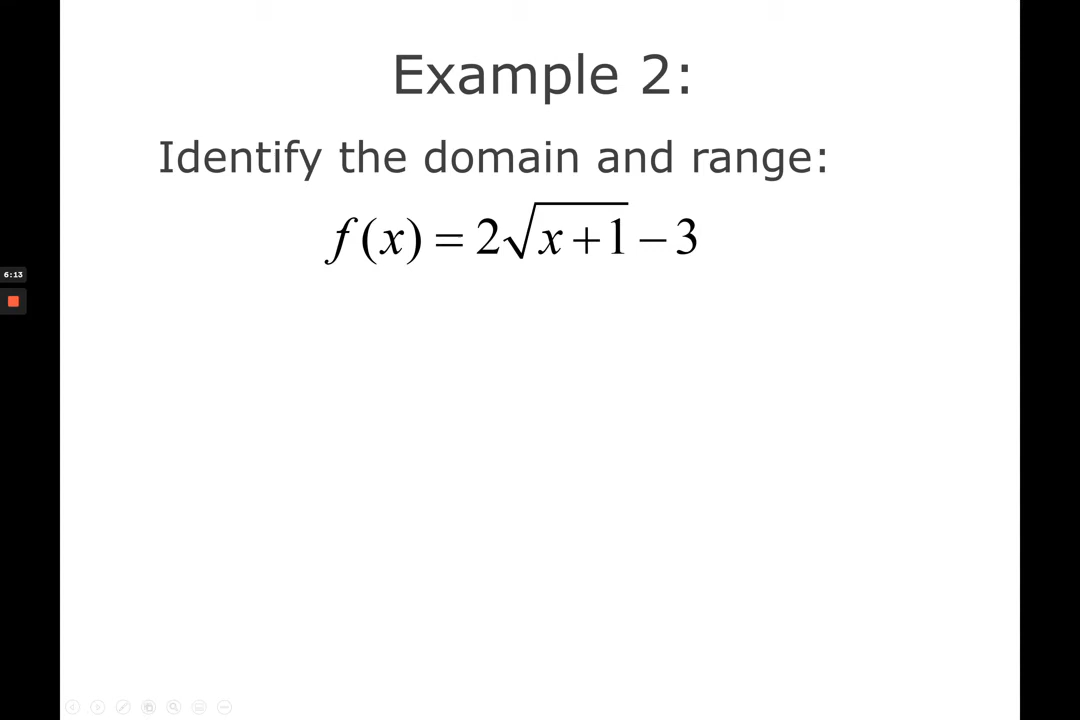 Example 2:
Identify the domain and range:
f(x) = 2√(x+1) − 3
6:13